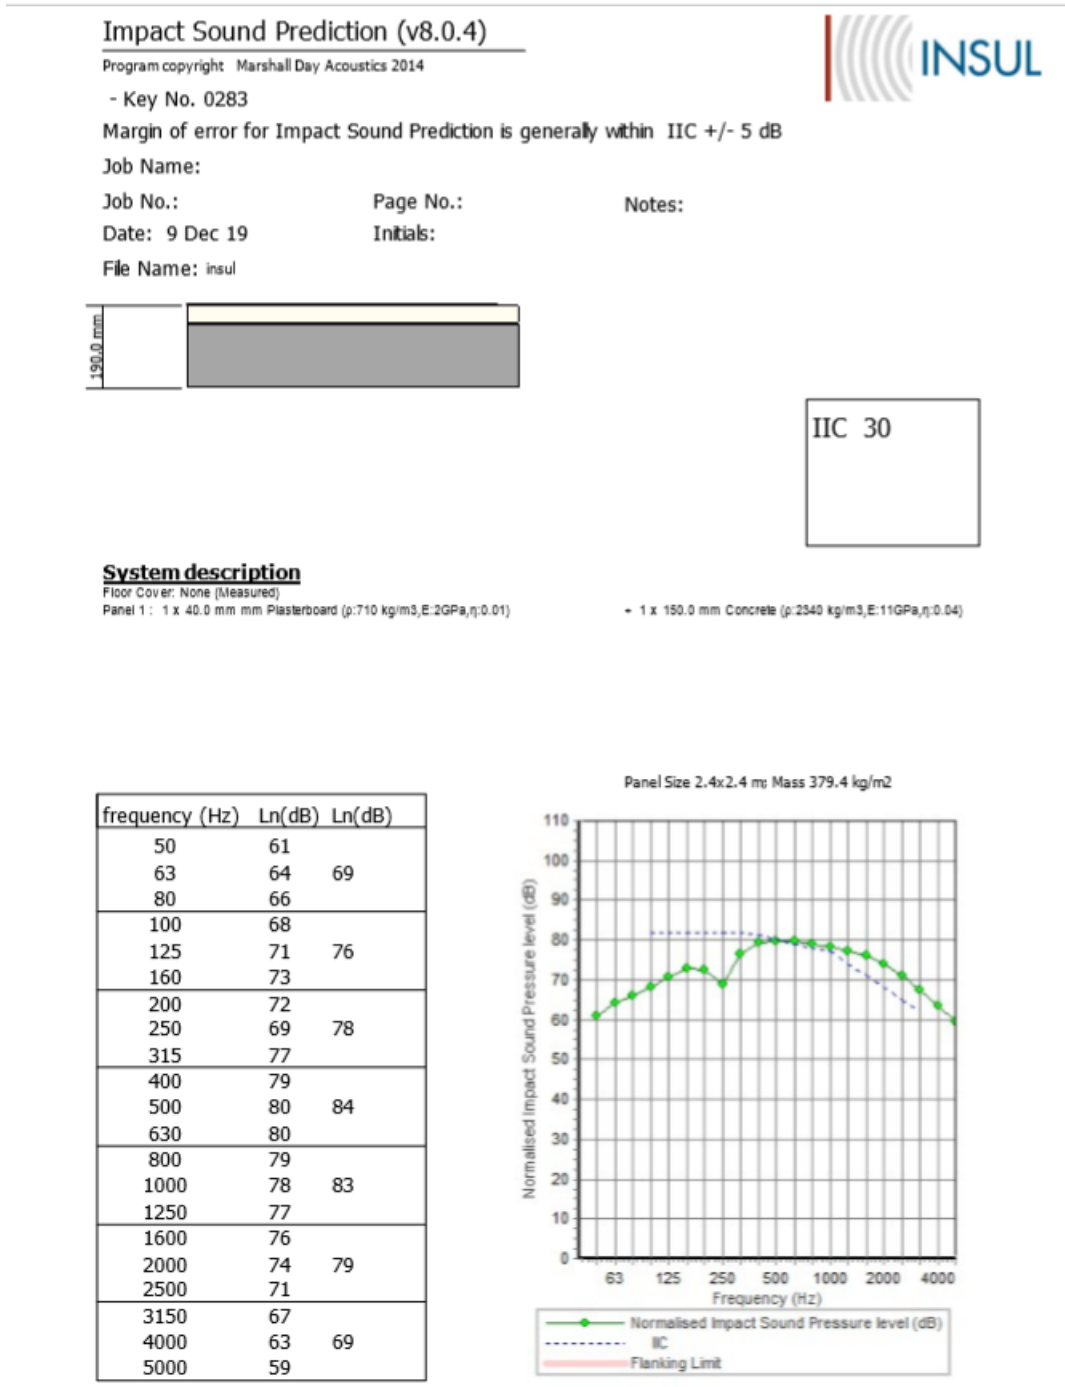 Impact Sound Prediction (v8.0.4)
Program copyright Marshall Day Acoustics 2014
INSUL
- Key No. 0283
Margin of error for Impact Sound Prediction is generally within IIC +/- 5 dB
Job Name:
Job No.: Page No.: Notes:
Date: 9 Dec 19 Initials:
File Name: insul
190.0 mm
IIC 30
System description
Floor Cover: None (Measured)
Panel 1 : 1 x 40.0 mm mm Plasterboard (ρ:710 kg/m3,E:2GPa,η:0.01) + 1 x 150.0 mm Concrete (ρ:2340 kg/m3,E:11GPa,η:0.04)
frequency (Hz) Ln(dB) Ln(dB)
50 61
63 64 69
80 66
100 68
125 71 76
160 73
200 72
250 69 78
315 77
400 79
500 80 84
630 80
800 79
1000 78 83
1250 77
1600 76
2000 74 79
2500 71
3150 67
4000 63 69
5000 59
Panel Size 2.4x2.4 m; Mass 379.4 kg/m2
Normalised Impact Sound Pressure level (dB)
110
100
90
80
70
60
50
40
30
20
10
0
63 125 250 500 1000 2000 4000
Frequency (Hz)
Normalised Impact Sound Pressure level (dB)
IIC
Flanking Limit